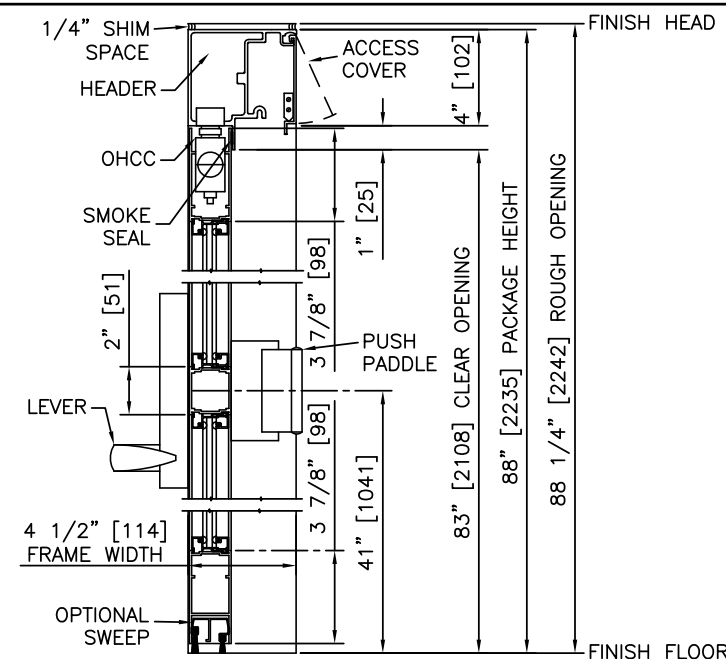 1/4" SHIM
SPACE
FINISH HEAD
HEADER
ACCESS
COVER
4" [102]
OHCC
SMOKE
SEAL
1" [25]
2" [51]
3 7/8" [98]
PUSH
PADDLE
LEVER
3 7/8" [98]
41" [1041]
83" [2108] CLEAR OPENING
88" [2235] PACKAGE HEIGHT
88 1/4" [2242] ROUGH OPENING
4 1/2" [114]
FRAME WIDTH
OPTIONAL
SWEEP
FINISH FLOOR